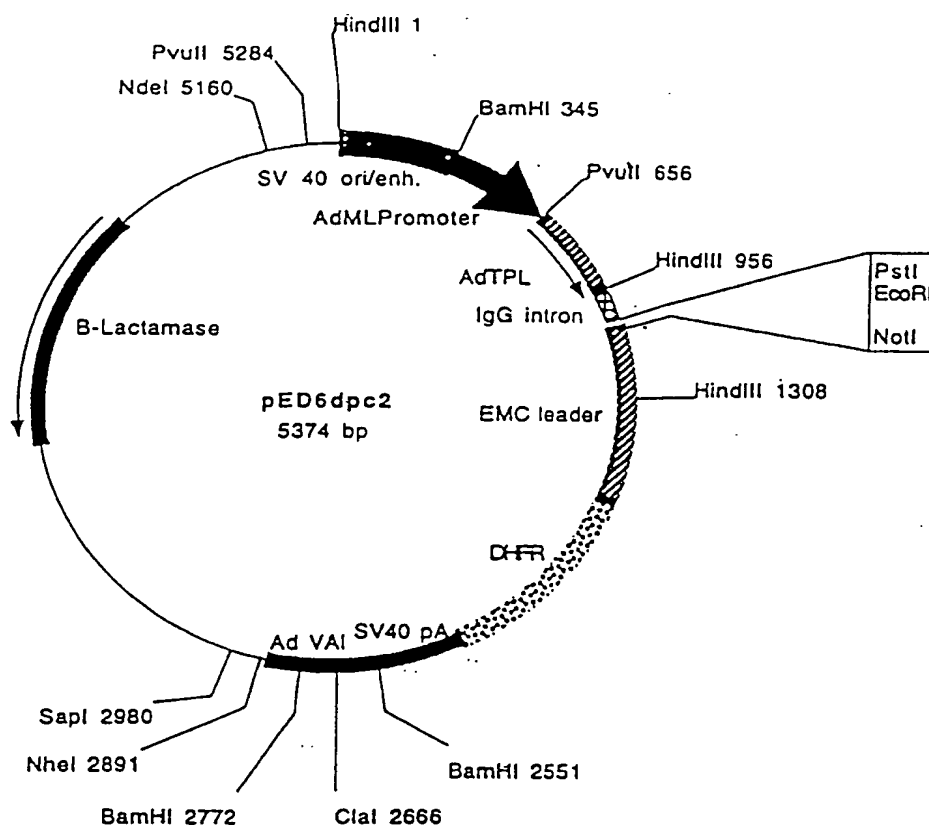 HindIII 1
PvuII 5284
NdeI 5160
BamHI 345
SV 40 ori/enh.
PvuII 656
AdMLPromoter
HindIII 956
AdTPL
PstI
EcoRI
IgG intron
NotI
B-Lactamase
HindIII 1308
pED6dpc2
EMC leader
5374 bp
DHFR
SV40 pA
Ad VAI
SapI 2980
NheI 2891
BamHI 2551
BamHI 2772
ClaI 2666